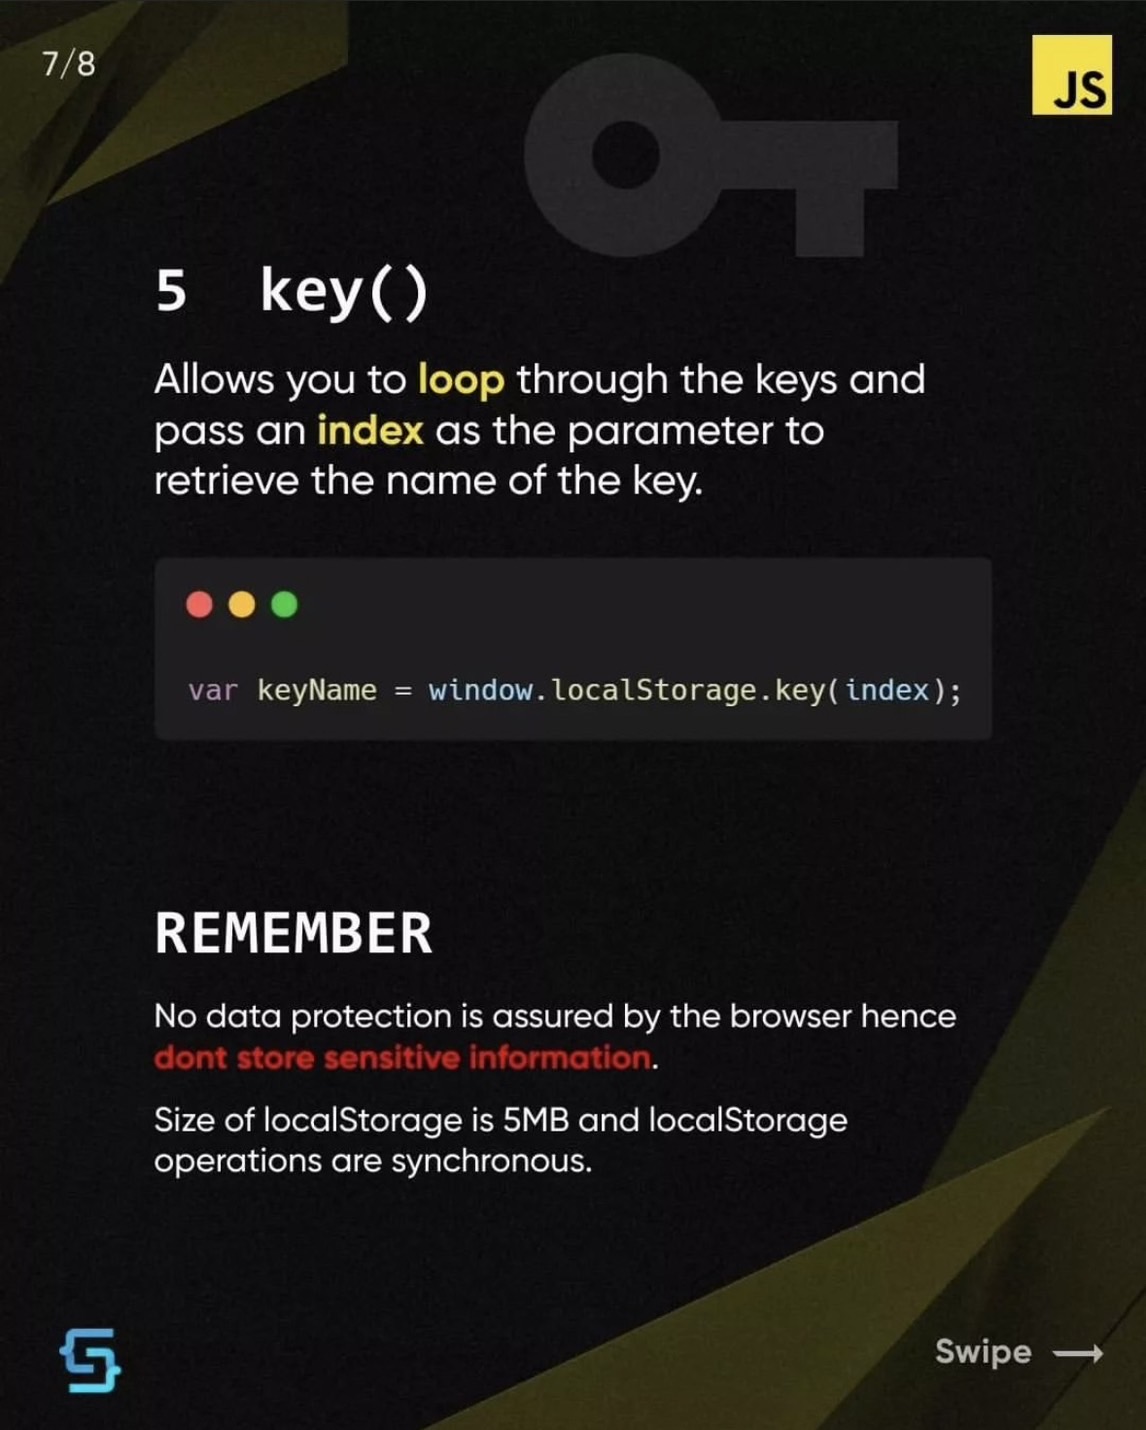 7/8
JS
5 key()
Allows you to loop through the keys and
pass an index as the parameter to
retrieve the name of the key.
var keyName = window.localStorage.key(index);
REMEMBER
No data protection is assured by the browser hence
dont store sensitive information.
Size of localStorage is 5MB and localStorage
operations are synchronous.
Swipe